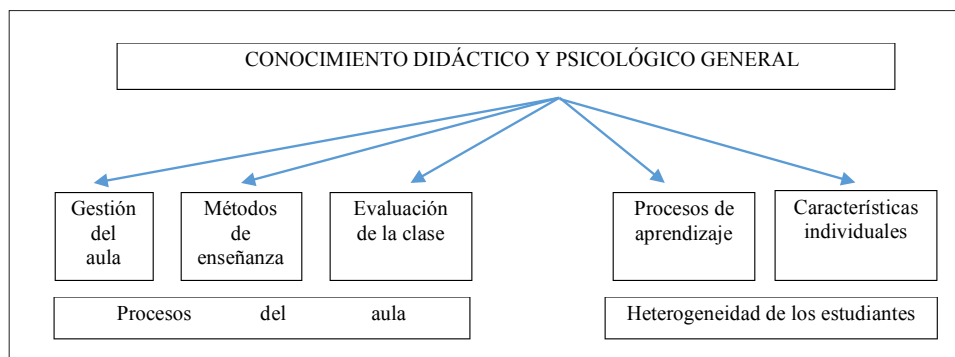 CONOCIMIENTO DIDÁCTICO Y PSICOLÓGICO GENERAL
Gestión
del
aula
Métodos
de
enseñanza
Evaluación
de la clase
Procesos de
aprendizaje
Características
individuales
Procesos del aula
Heterogeneidad de los estudiantes